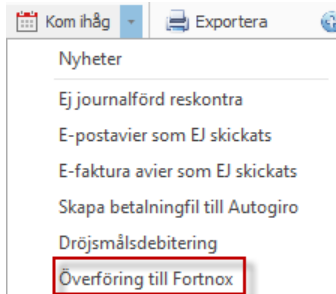 Kom ihåg Exportera
Nyheter
Ej journalförd reskontra
E-postavier som EJ skickats
E-faktura avier som EJ skickats
Skapa betalningfil till Autogiro
Dröjsmålsdebitering
Överföring till Fortnox